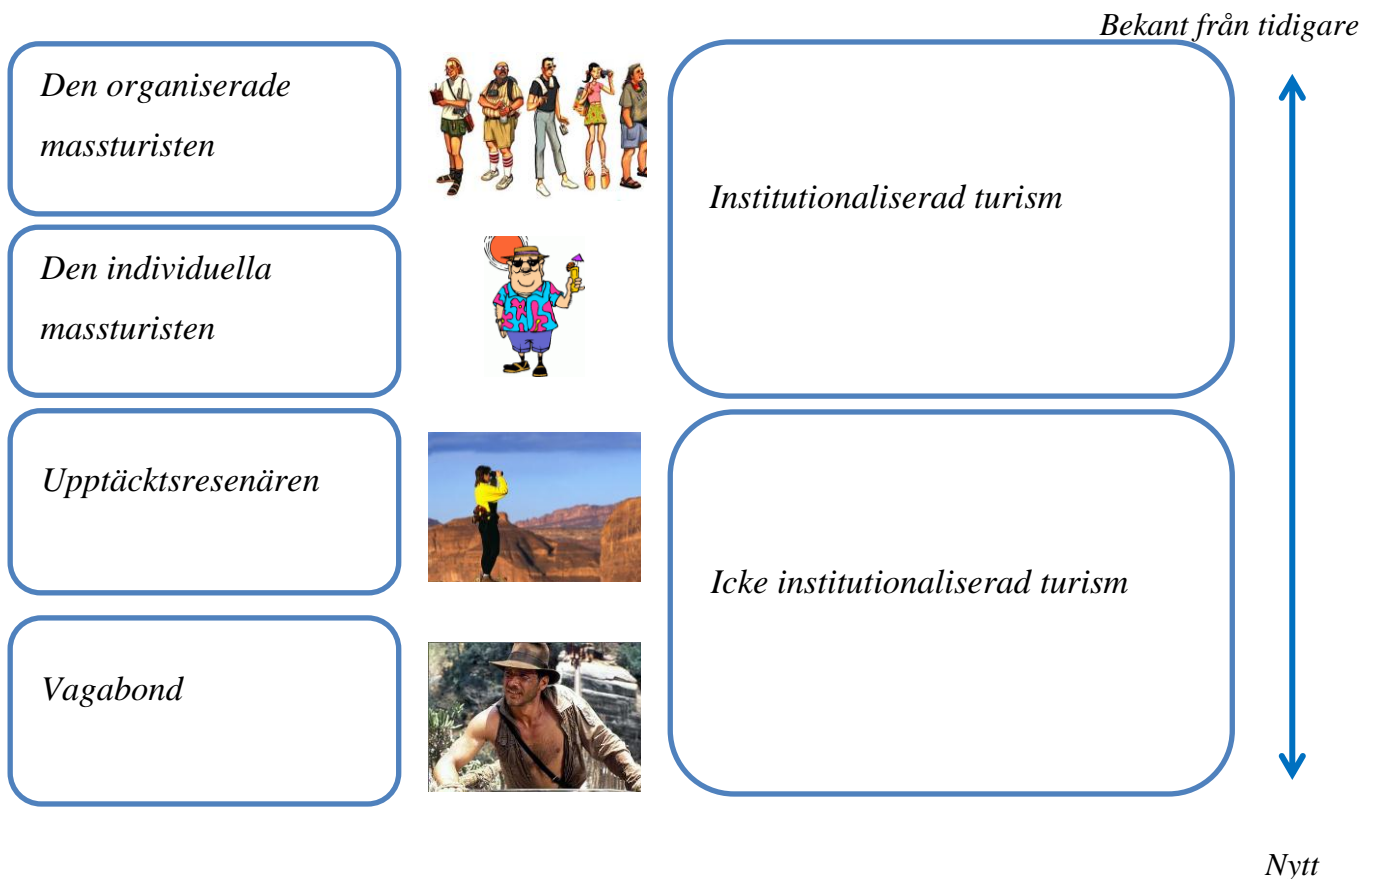 Bekant från tidigare
Den organiserade
massturisten
Institutionaliserad turism
Den individuella
massturisten
Upptäcktsresenären
Icke institutionaliserad turism
Vagabond
Nytt